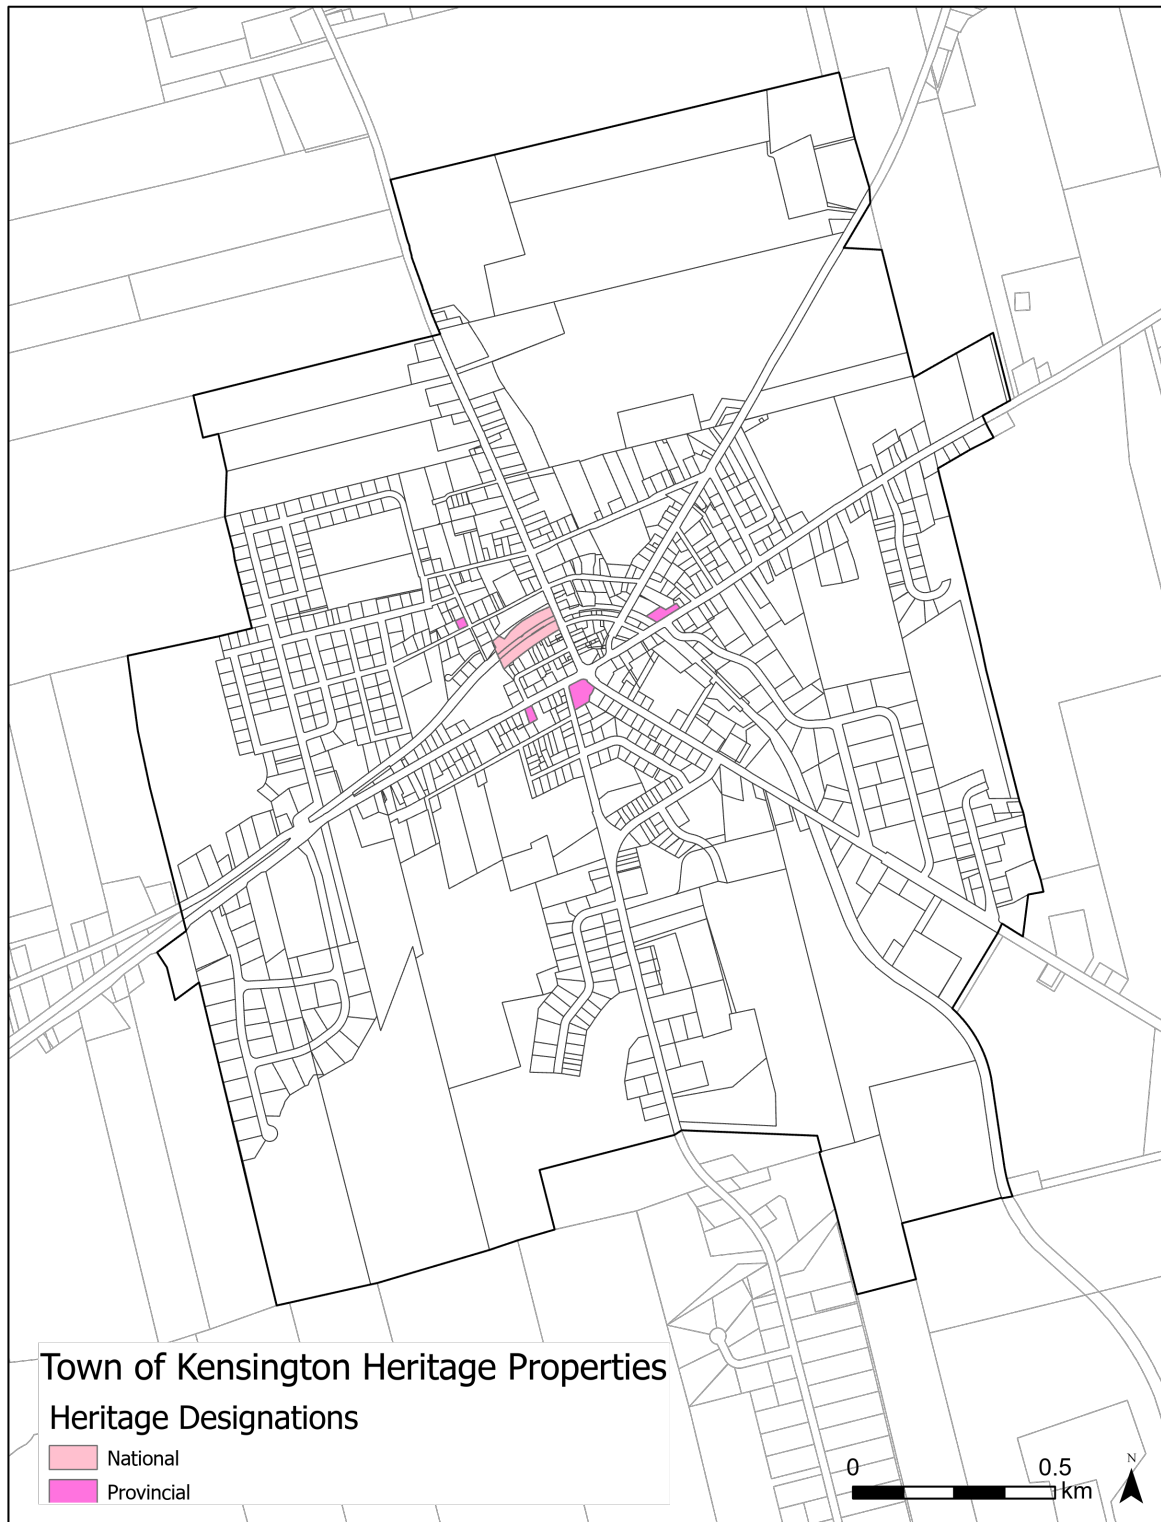 Town of Kensington Heritage Properties
Heritage Designations
National
Provincial
0 0.5
km
N